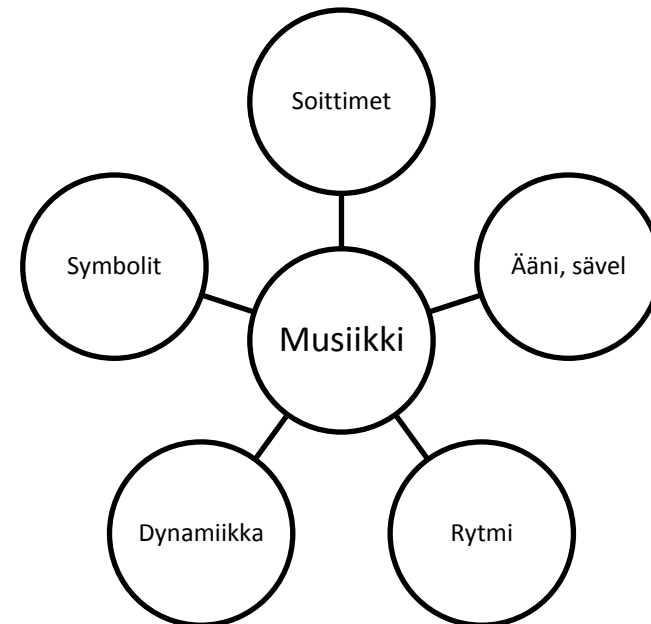 Soittimet
Symbolit
Ääni, sävel
Musiikki
Dynamiikka
Rytmi